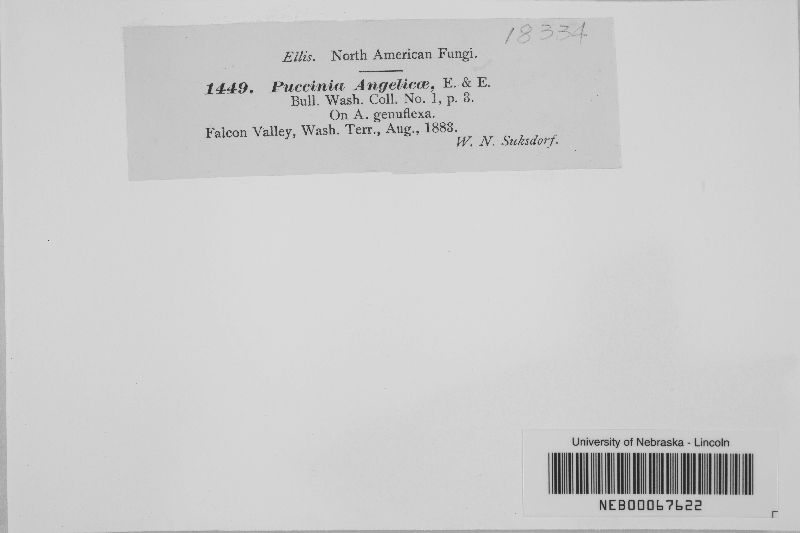 18334
Ellis. North American Fungi.
1449. Puccinia Angelicæ, E. & E.
Bull. Wash. Coll. No. 1, p. 3.
On A. genuflexa.
Falcon Valley, Wash. Terr., Aug., 1883.
W. N. Suksdorf.
University of Nebraska - Lincoln
NEB00067622